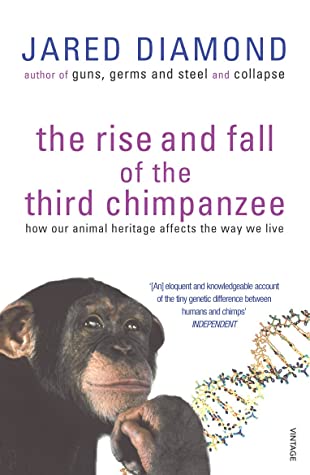 JARED DIAMOND
author of guns, germs and steel and collapse
the rise and fall
of the
third chimpanzee
how our animal heritage affects the way we live
'[An] eloquent and knowledgeable account
of the tiny genetic difference between
humans and chimps'
INDEPENDENT
VINTAGE